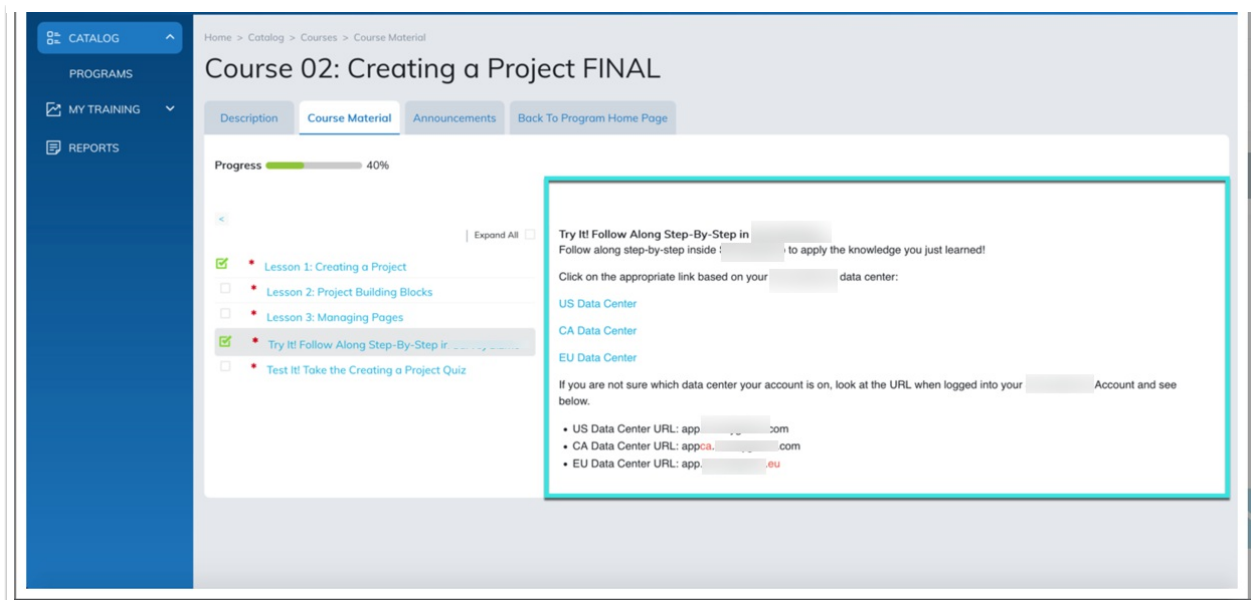 CATALOG
PROGRAMS
MY TRAINING
REPORTS
Home > Catalog > Courses > Course Material
Course 02: Creating a Project FINAL
Description Course Material Announcements Back To Program Home Page
Progress 40%
<
| Expand All
* Lesson 1: Creating a Project
* Lesson 2: Project Building Blocks
* Lesson 3: Managing Pages
* Try It! Follow Along Step-By-Step in
* Test It! Take the Creating a Project Quiz
Try It! Follow Along Step-By-Step in
Follow along step-by-step inside to apply the knowledge you just learned!
Click on the appropriate link based on your data center:
US Data Center
CA Data Center
EU Data Center
If you are not sure which data center your account is on, look at the URL when logged into your Account and see
below.
• US Data Center URL: app. com
• CA Data Center URL: appca. .com
• EU Data Center URL: app. .eu